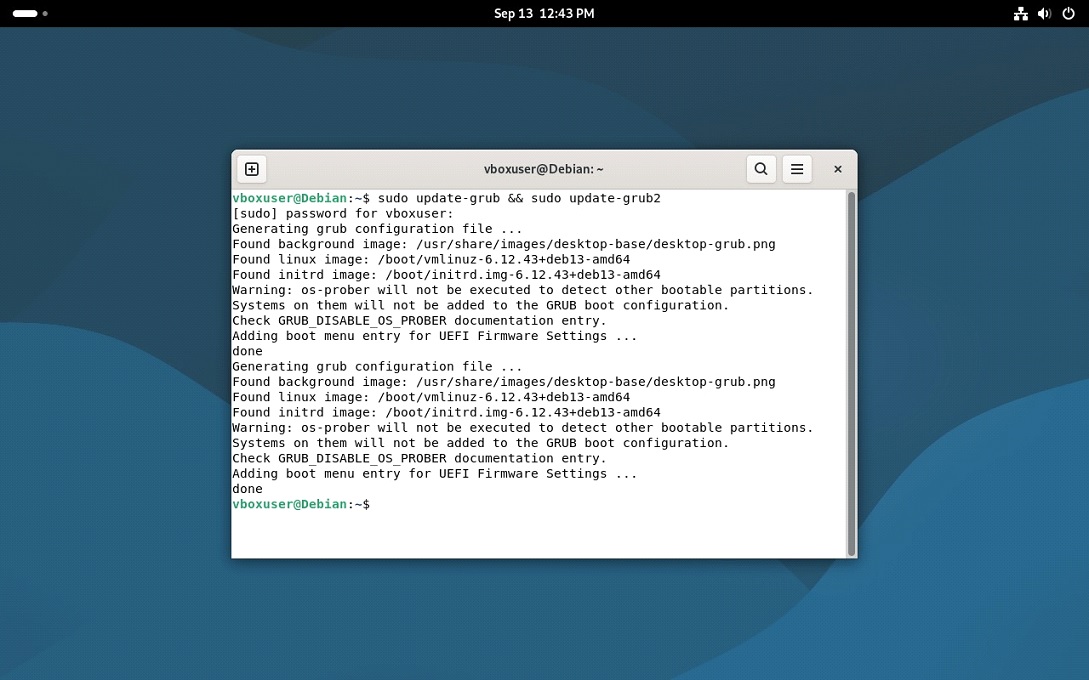 Sep 13 12:43 PM
vboxuser@Debian: ~
vboxuser@Debian:~$ sudo update-grub && sudo update-grub2
[sudo] password for vboxuser:
Generating grub configuration file ...
Found background image: /usr/share/images/desktop-base/desktop-grub.png
Found linux image: /boot/vmlinuz-6.12.43+deb13-amd64
Found initrd image: /boot/initrd.img-6.12.43+deb13-amd64
Warning: os-prober will not be executed to detect other bootable partitions.
Systems on them will not be added to the GRUB boot configuration.
Check GRUB_DISABLE_OS_PROBER documentation entry.
Adding boot menu entry for UEFI Firmware Settings ...
done
Generating grub configuration file ...
Found background image: /usr/share/images/desktop-base/desktop-grub.png
Found linux image: /boot/vmlinuz-6.12.43+deb13-amd64
Found initrd image: /boot/initrd.img-6.12.43+deb13-amd64
Warning: os-prober will not be executed to detect other bootable partitions.
Systems on them will not be added to the GRUB boot configuration.
Check GRUB_DISABLE_OS_PROBER documentation entry.
Adding boot menu entry for UEFI Firmware Settings ...
done
vboxuser@Debian:~$